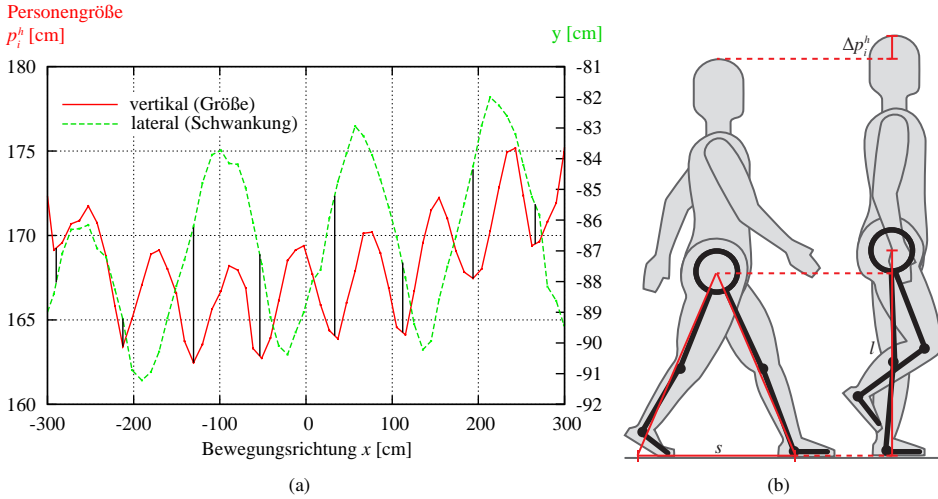 Personengröße
p_i^h [cm]
y [cm]
180
175
170
165
160
vertikal (Größe)
lateral (Schwankung)
-81
-82
-83
-84
-85
-86
-87
-88
-89
-90
-91
-92
-300
-200
-100
0
100
200
300
Bewegungsrichtung x [cm]
(a)
Δp_i^h
l
s
(b)